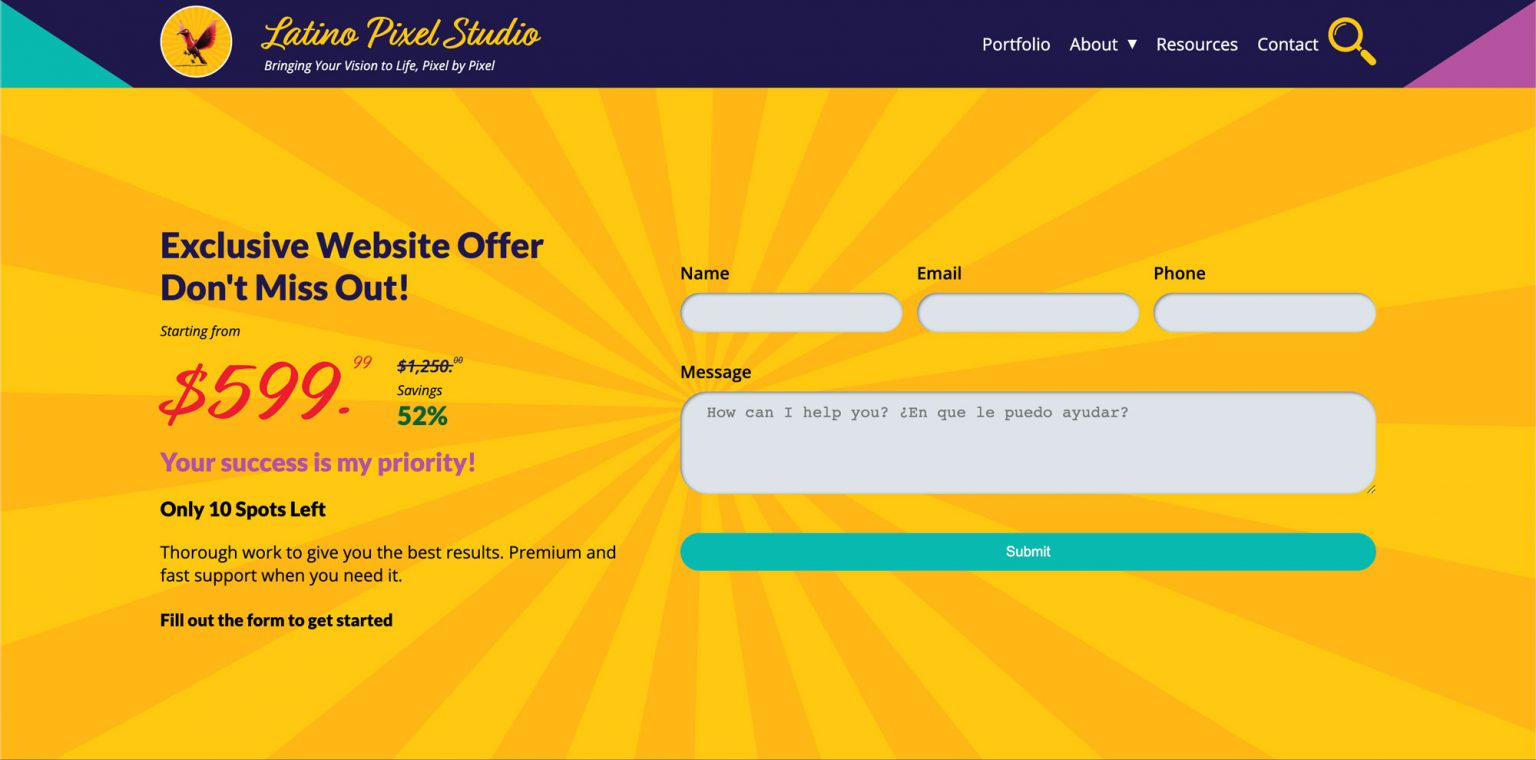 Latino Pixel Studio
Bringing Your Vision to Life, Pixel by Pixel
Portfolio About ▼ Resources Contact
Exclusive Website Offer
Don't Miss Out!
Starting from
$599.99 $1,250.00
Savings
52%
Your success is my priority!
Only 10 Spots Left
Thorough work to give you the best results. Premium and
fast support when you need it.
Fill out the form to get started
Name Email Phone
Message
How can I help you? ¿En que le puedo ayudar?
Submit